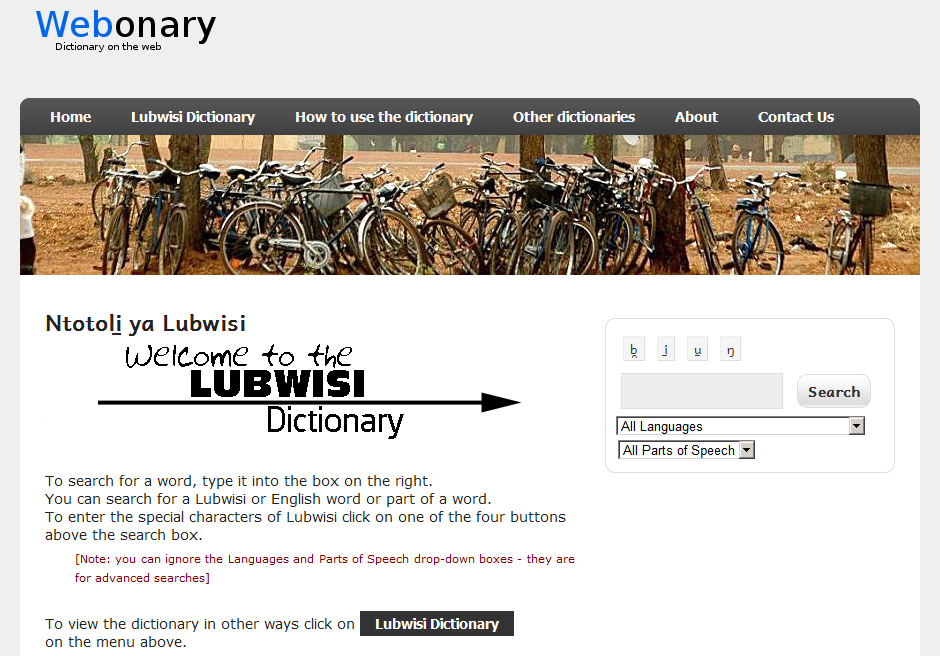 Webonary
Dictionary on the web
Home Lubwisi Dictionary How to use the dictionary Other dictionaries About Contact Us
Ntotoli̱ ya Lubwisi
Welcome to the
LUBWISI
Dictionary
b̯ i̱ u̱ ŋ
Search
All Languages
All Parts of Speech
To search for a word, type it into the box on the right.
You can search for a Lubwisi or English word or part of a word.
To enter the special characters of Lubwisi click on one of the four buttons
above the search box.
[Note: you can ignore the Languages and Parts of Speech drop-down boxes - they are
for advanced searches]
To view the dictionary in other ways click on Lubwisi Dictionary
on the menu above.